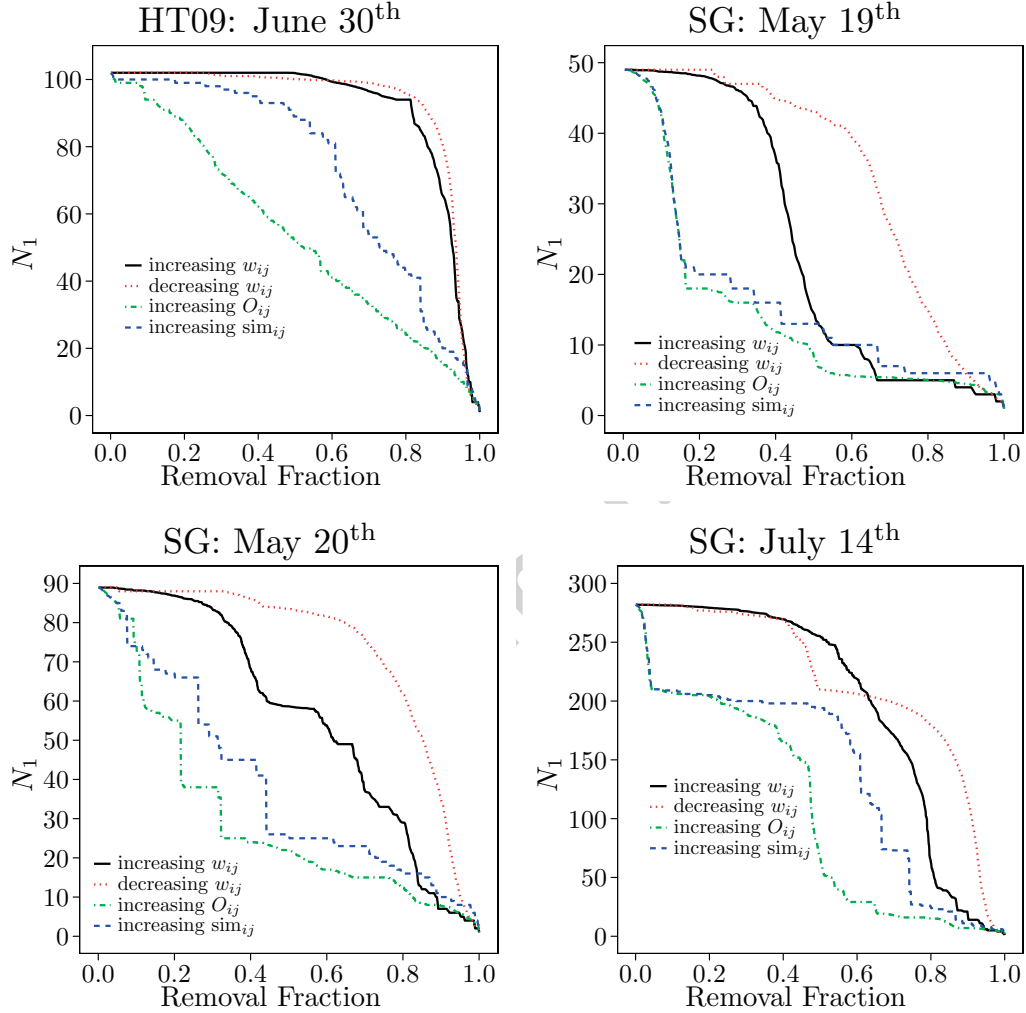 HT09: June 30th
N1
100
80
60
40
20
0
increasing wij
decreasing wij
increasing Oij
increasing simij
0.0 0.2 0.4 0.6 0.8 1.0
Removal Fraction
SG: May 19th
N1
50
40
30
20
10
0
increasing wij
decreasing wij
increasing Oij
increasing simij
0.0 0.2 0.4 0.6 0.8 1.0
Removal Fraction
SG: May 20th
N1
90
80
70
60
50
40
30
20
10
0
increasing wij
decreasing wij
increasing Oij
increasing simij
0.0 0.2 0.4 0.6 0.8 1.0
Removal Fraction
SG: July 14th
N1
300
250
200
150
100
50
0
increasing wij
decreasing wij
increasing Oij
increasing simij
0.0 0.2 0.4 0.6 0.8 1.0
Removal Fraction